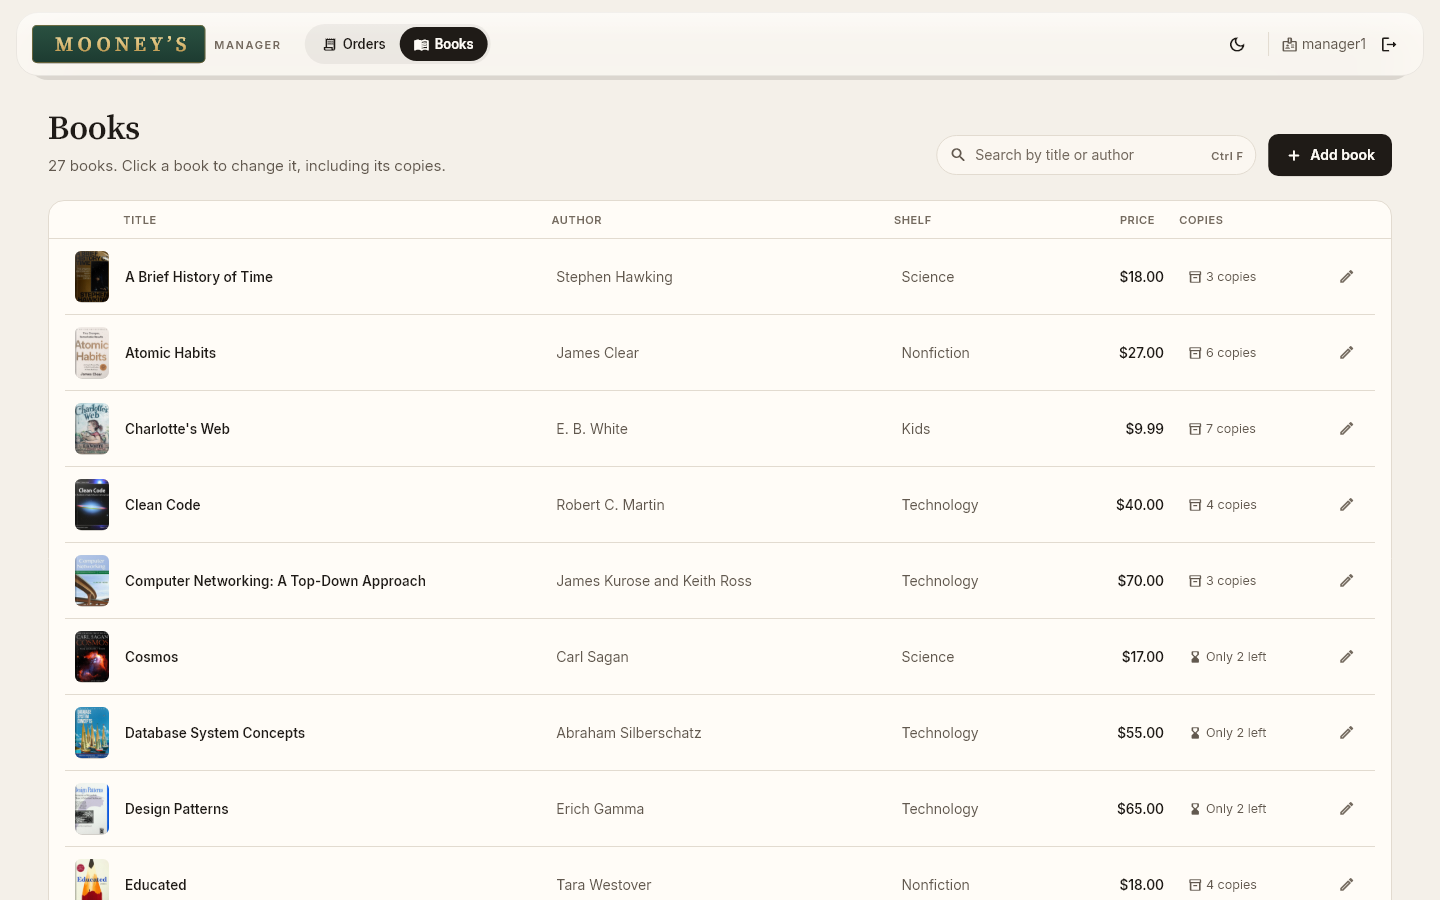 MOONEY'S MANAGER Orders Books manager1
Books
27 books. Click a book to change it, including its copies.
Search by title or author Ctrl F
Add book
TITLE AUTHOR SHELF PRICE COPIES
A Brief History of Time Stephen Hawking Science $18.00 3 copies
Atomic Habits James Clear Nonfiction $27.00 6 copies
Charlotte's Web E. B. White Kids $9.99 7 copies
Clean Code Robert C. Martin Technology $40.00 4 copies
Computer Networking: A Top-Down Approach James Kurose and Keith Ross Technology $70.00 3 copies
Cosmos Carl Sagan Science $17.00 Only 2 left
Database System Concepts Abraham Silberschatz Technology $55.00 Only 2 left
Design Patterns Erich Gamma Technology $65.00 Only 2 left
Educated Tara Westover Nonfiction $18.00 4 copies